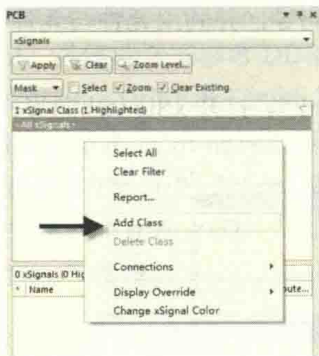 PCB
xSignals
Apply Clear Zoom Level...
Mask Select Zoom Clear Existing
1 xSignal Class (1 Highlighted)
<All xSignals>
Select All
Clear Filter
Report...
Add Class
Delete Class
Connections
0 xSignals (0 Hig
* Name
Display Override
oute...
Change xSignal Color